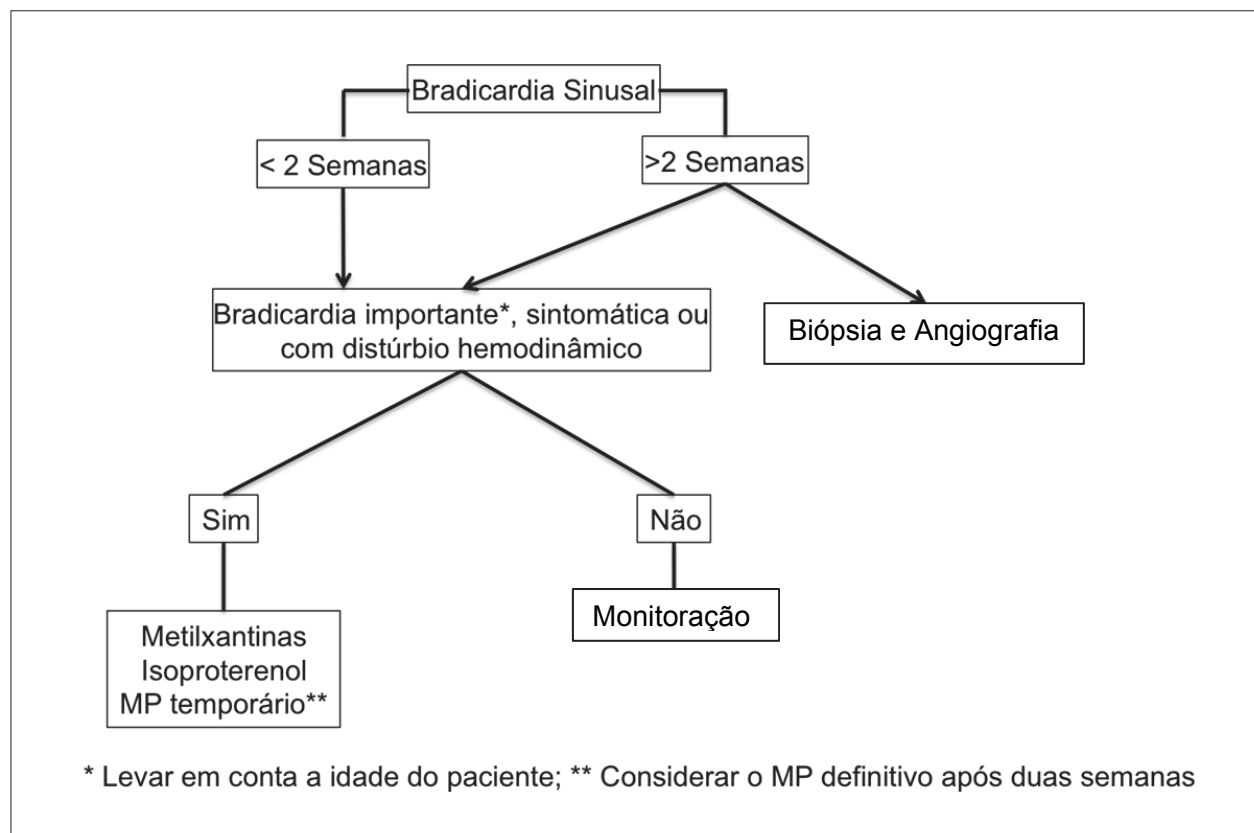 Bradicardia Sinusal
< 2 Semanas
>2 Semanas
Bradicardia importante*, sintomática ou
com distúrbio hemodinâmico
Biópsia e Angiografia
Sim
Não
Metilxantinas
Isoproterenol
MP temporário**
Monitoração
* Levar em conta a idade do paciente; ** Considerar o MP definitivo após duas semanas